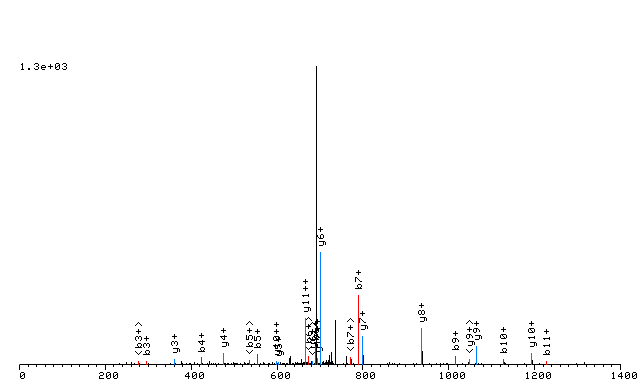 1.3e+03
y6+
y11++
b7+
y8+
y7+
<b3+>
b3+
y3+
b4+
y4+
<b5+>
b5+
<b7+>
b9+
<y9+>
y9+
b10+
y10+
b11+
0
200
400
600
800
1000
1200
1400